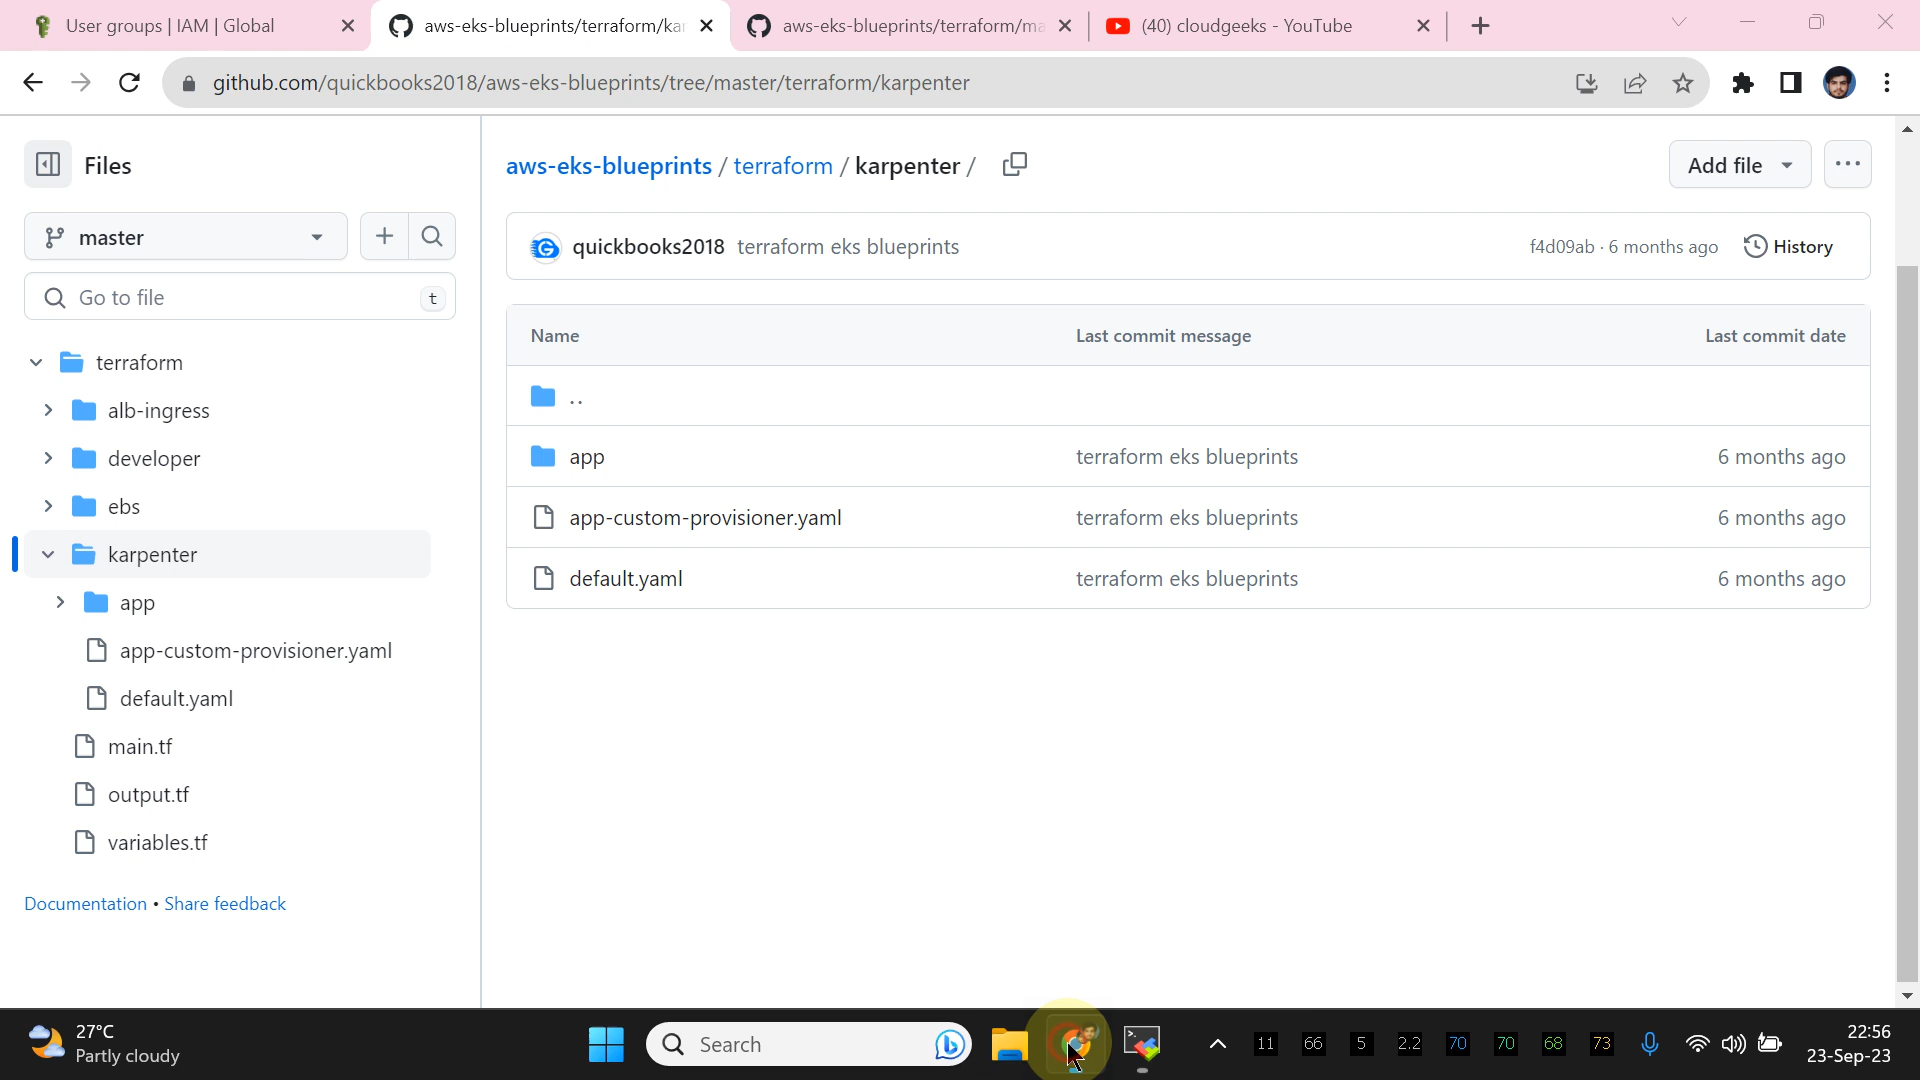 User groups | IAM | Global
aws-eks-blueprints/terraform/kar
aws-eks-blueprints/terraform/ma
(40) cloudgeeks - YouTube
github.com/quickbooks2018/aws-eks-blueprints/tree/master/terraform/karpenter
Files
aws-eks-blueprints / terraform / karpenter /
Add file
master
quickbooks2018 terraform eks blueprints
f4d09ab · 6 months ago
History
Go to file
t
Name
Last commit message
Last commit date
..
app
terraform eks blueprints
6 months ago
app-custom-provisioner.yaml
terraform eks blueprints
6 months ago
default.yaml
terraform eks blueprints
6 months ago
terraform
alb-ingress
developer
ebs
karpenter
app
app-custom-provisioner.yaml
default.yaml
main.tf
output.tf
variables.tf
Documentation • Share feedback
27°C
Partly cloudy
Search
11
66
5
2.2
70
70
68
73
22:56
23-Sep-23